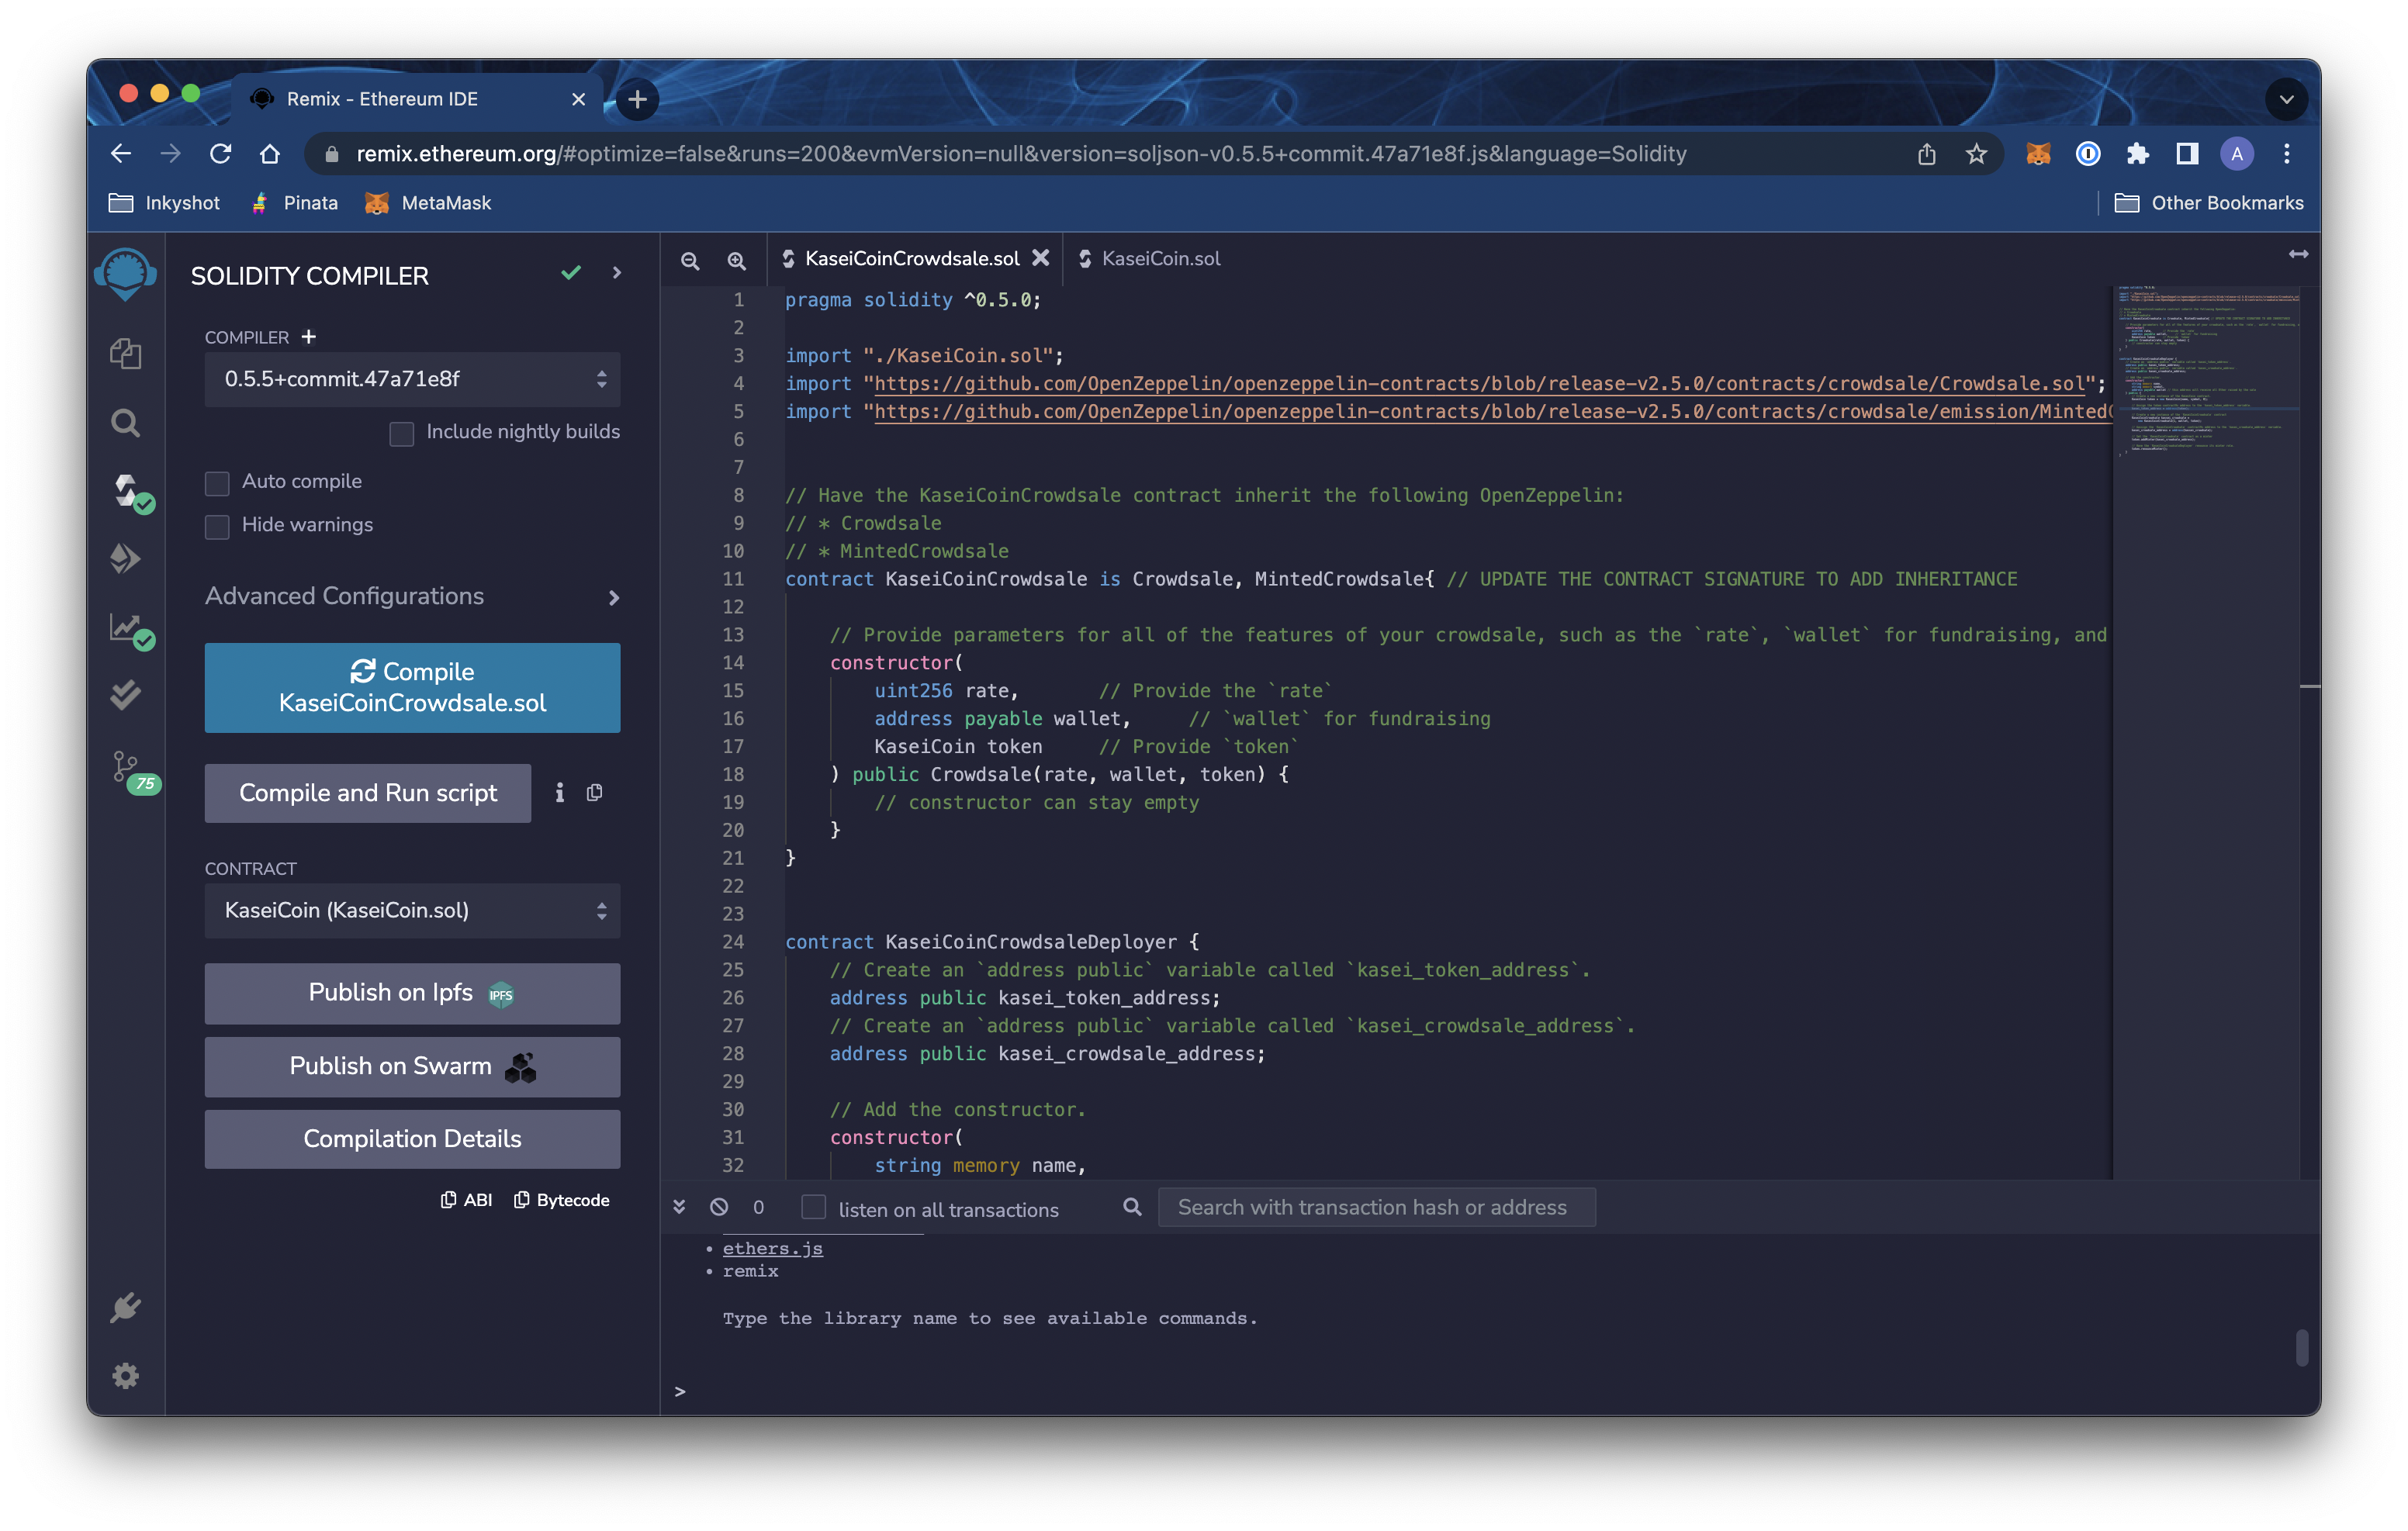 Remix - Ethereum IDE
remix.ethereum.org/#optimize=false&runs=200&evmVersion=null&version=soljson-v0.5.5+commit.47a71e8f.js&language=Solidity
A
Inkyshot
Pinata
MetaMask
Other Bookmarks
SOLIDITY COMPILER
COMPILER
0.5.5+commit.47a71e8f
Include nightly builds
Auto compile
Hide warnings
Advanced Configurations
Compile
KaseiCoinCrowdsale.sol
75
Compile and Run script
CONTRACT
KaseiCoin (KaseiCoin.sol)
Publish on Ipfs IPFS
Publish on Swarm
Compilation Details
ABI Bytecode
KaseiCoinCrowdsale.sol
KaseiCoin.sol
1 pragma solidity ^0.5.0;
2
3 import "./KaseiCoin.sol";
4 import "https://github.com/OpenZeppelin/openzeppelin-contracts/blob/release-v2.5.0/contracts/crowdsale/Crowdsale.sol";
5 import "https://github.com/OpenZeppelin/openzeppelin-contracts/blob/release-v2.5.0/contracts/crowdsale/emission/MintedC
6
7
8 // Have the KaseiCoinCrowdsale contract inherit the following OpenZeppelin:
9 // * Crowdsale
10 // * MintedCrowdsale
11 contract KaseiCoinCrowdsale is Crowdsale, MintedCrowdsale{ // UPDATE THE CONTRACT SIGNATURE TO ADD INHERITANCE
12
13 // Provide parameters for all of the features of your crowdsale, such as the `rate`, `wallet` for fundraising, and
14 constructor(
15 uint256 rate, // Provide the `rate`
16 address payable wallet, // `wallet` for fundraising
17 KaseiCoin token // Provide `token`
18 ) public Crowdsale(rate, wallet, token) {
19 // constructor can stay empty
20 }
21 }
22
23
24 contract KaseiCoinCrowdsaleDeployer {
25 // Create an `address public` variable called `kasei_token_address`.
26 address public kasei_token_address;
27 // Create an `address public` variable called `kasei_crowdsale_address`.
28 address public kasei_crowdsale_address;
29
30 // Add the constructor.
31 constructor(
32 string memory name,
0
listen on all transactions
Search with transaction hash or address
• ethers.js
• remix
Type the library name to see available commands.
>